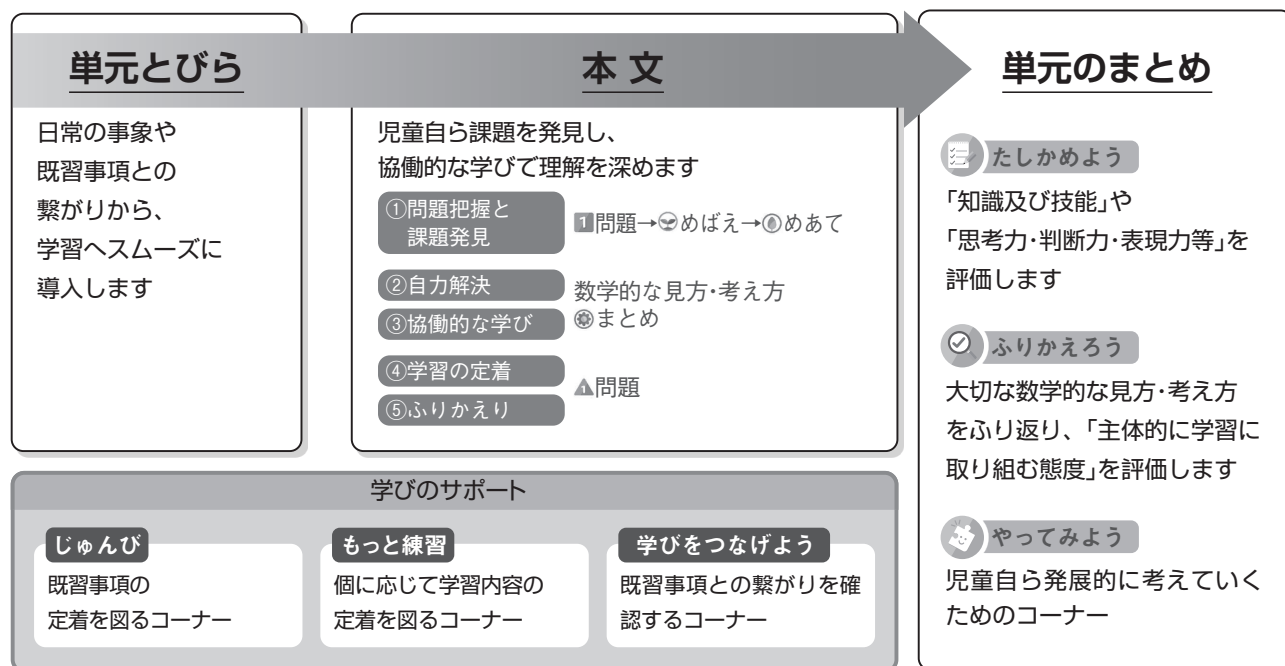 単元とびら
日常の事象や
既習事項との
繋がりから、
学習へスムーズに
導入します
本文
児童自ら課題を発見し、
協働的な学びで理解を深めます
①問題把握と
課題発見
1問題→めばえ→めあて
②自力解決
③協働的な学び
数学的な見方・考え方
まとめ
④学習の定着
⑤ふりかえり
1問題
単元のまとめ
たしかめよう
「知識及び技能」や
「思考力・判断力・表現力等」を
評価します
ふりかえろう
大切な数学的な見方・考え方
をふり返り、「主体的に学習に
取り組む態度」を評価します
やってみよう
児童自ら発展的に考えていく
ためのコーナー
学びのサポート
じゅんび
既習事項の
定着を図るコーナー
もっと練習
個に応じて学習内容の
定着を図るコーナー
学びをつなげよう
既習事項との繋がりを確
認するコーナー